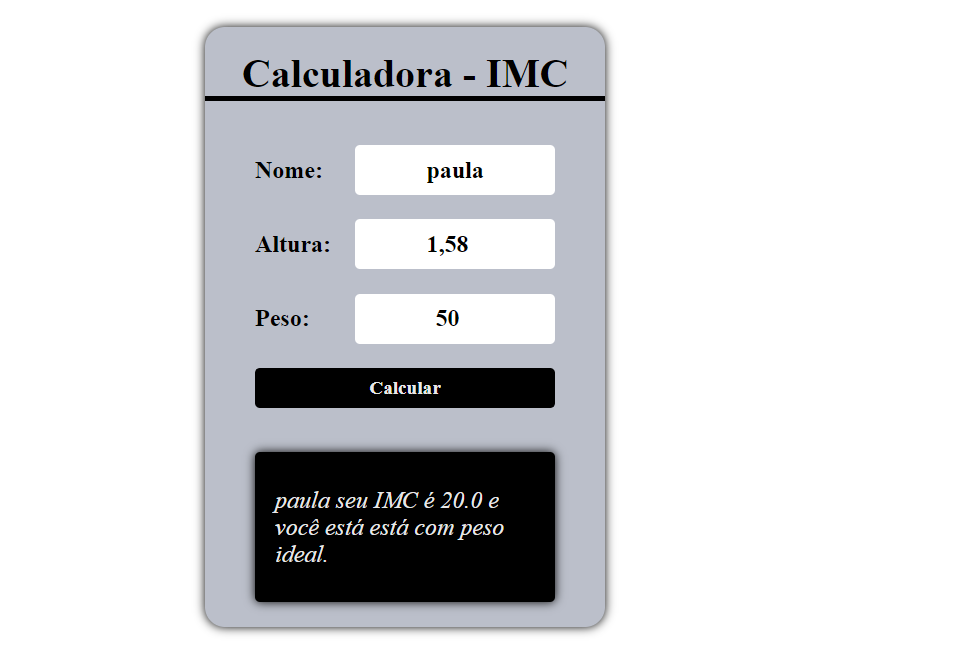 Calculadora - IMC
Nome: paula
Altura: 1,58
Peso: 50
Calcular
paula seu IMC é 20.0 e
você está está com peso
ideal.